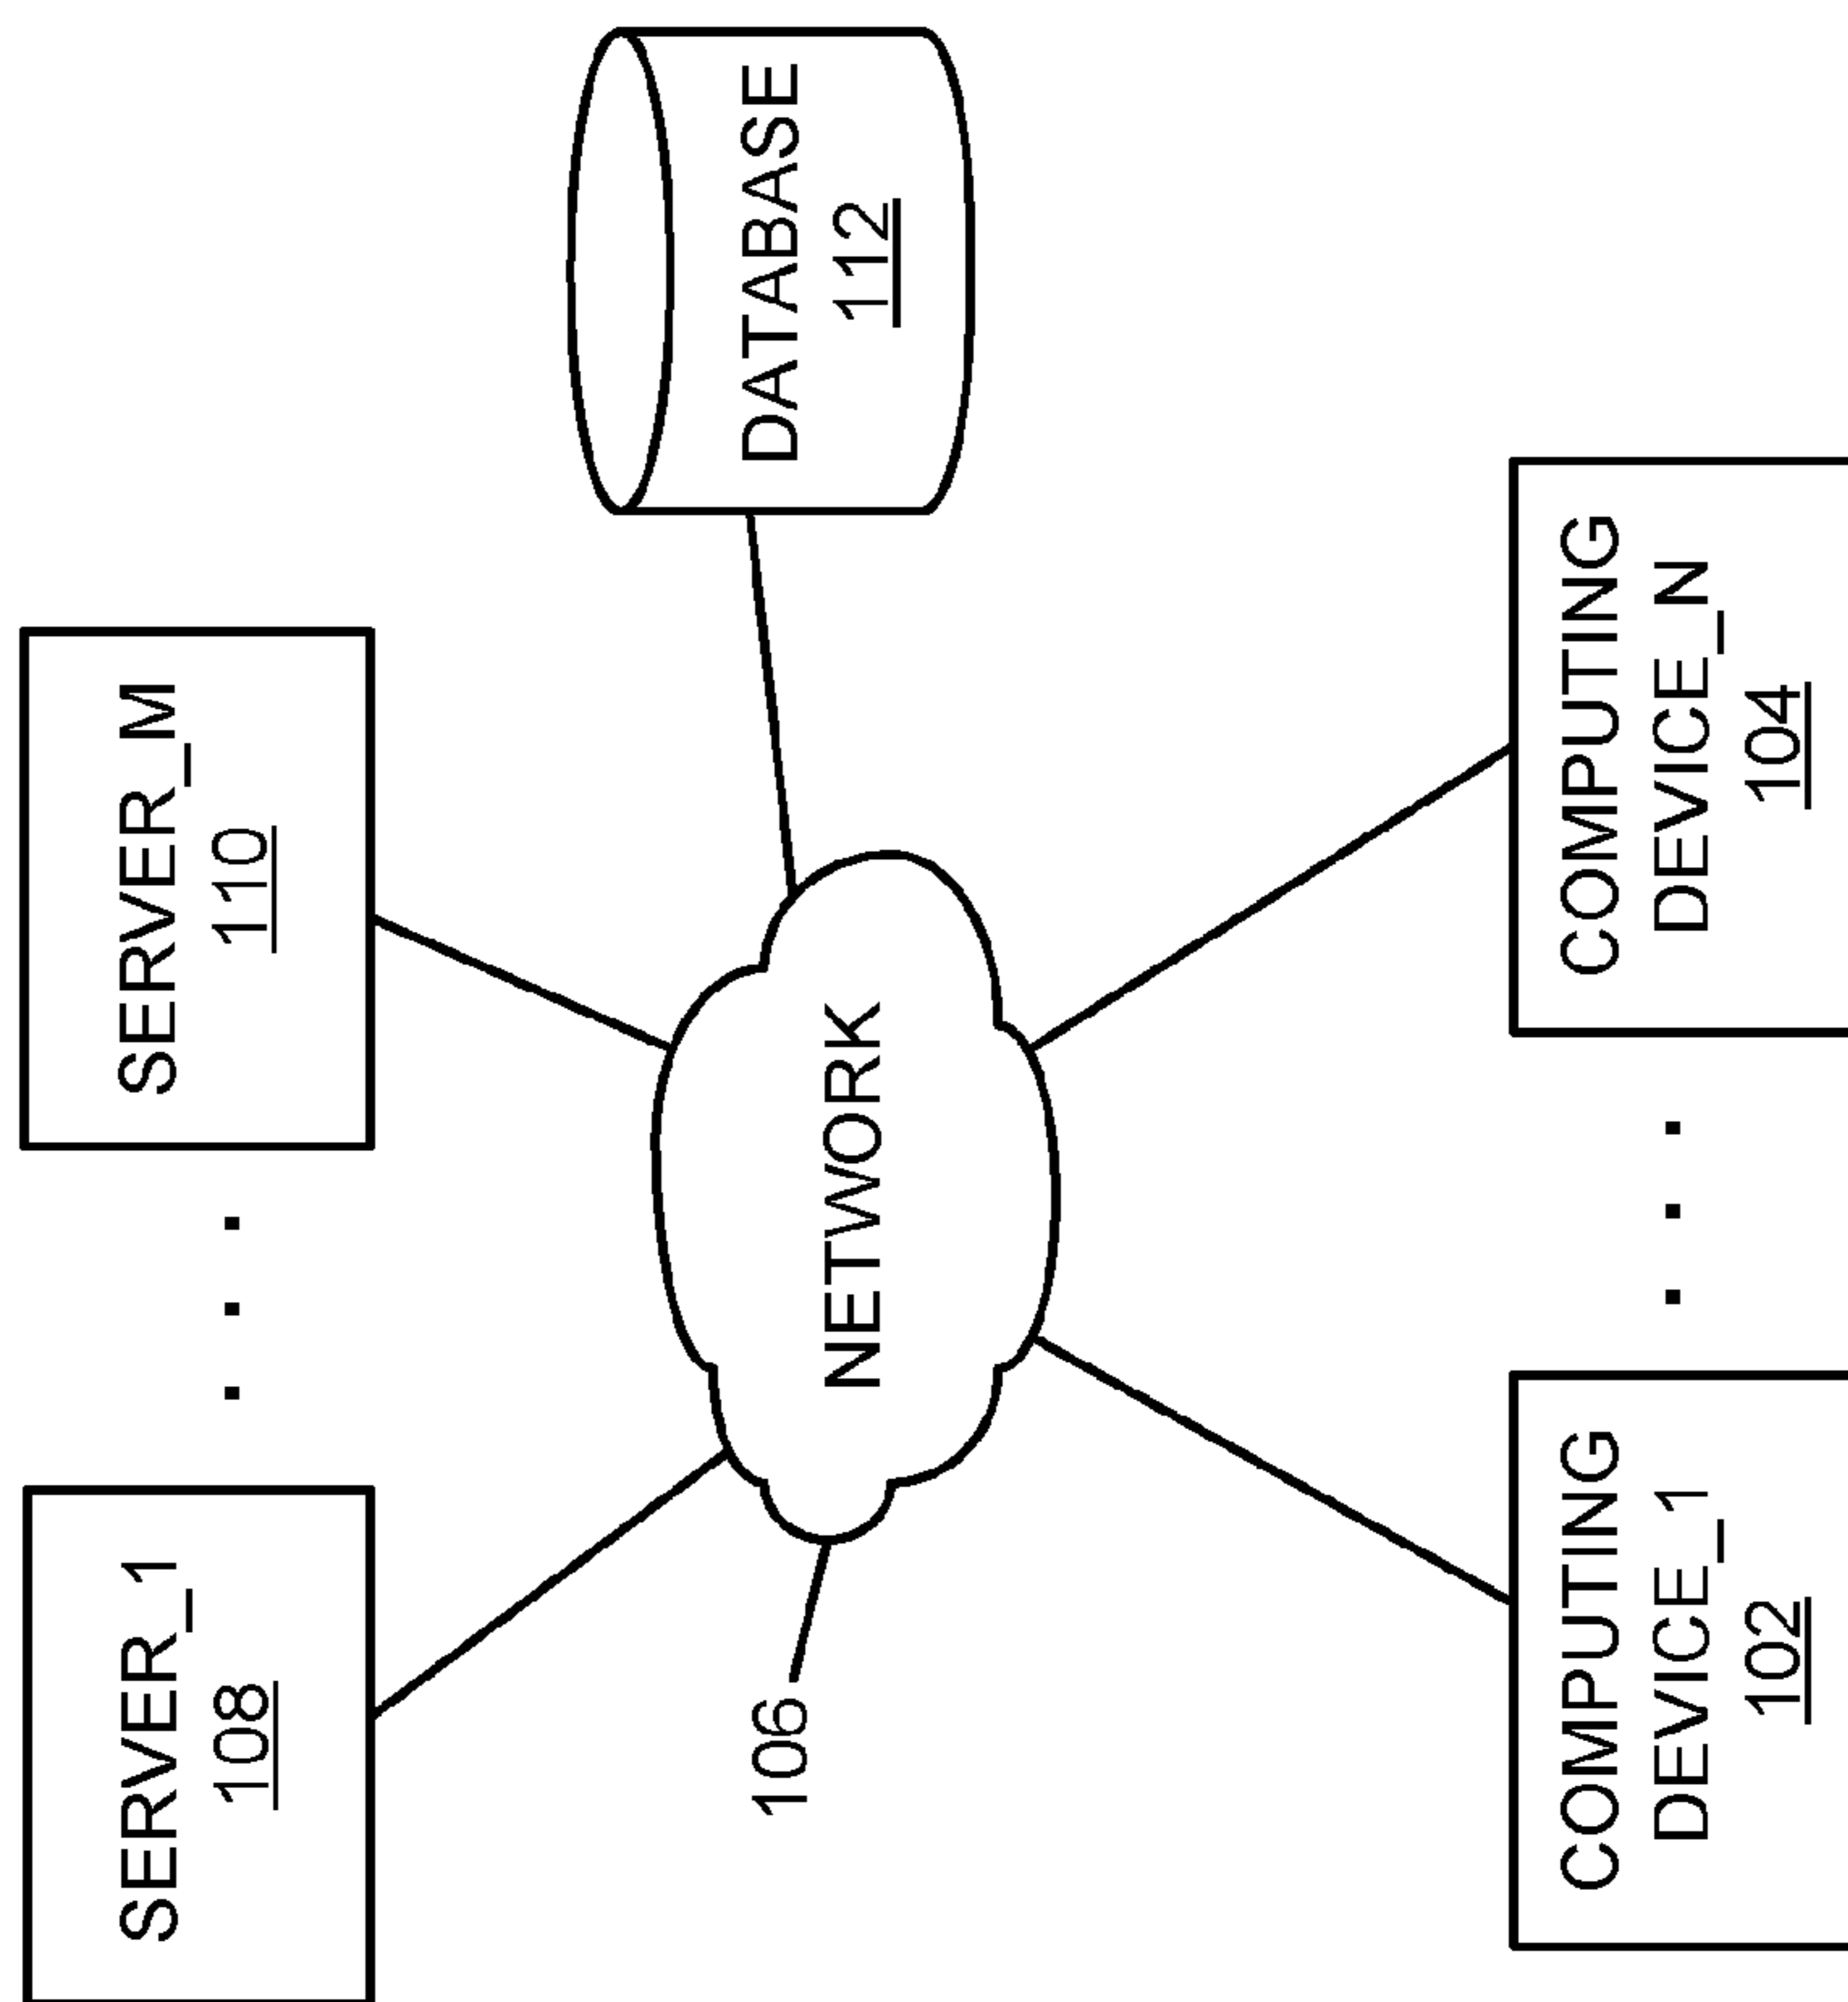 SERVER_1
108
SERVER_M
110
DATABASE
112
NETWORK
106
COMPUTING
DEVICE_1
102
COMPUTING
DEVICE_N
104